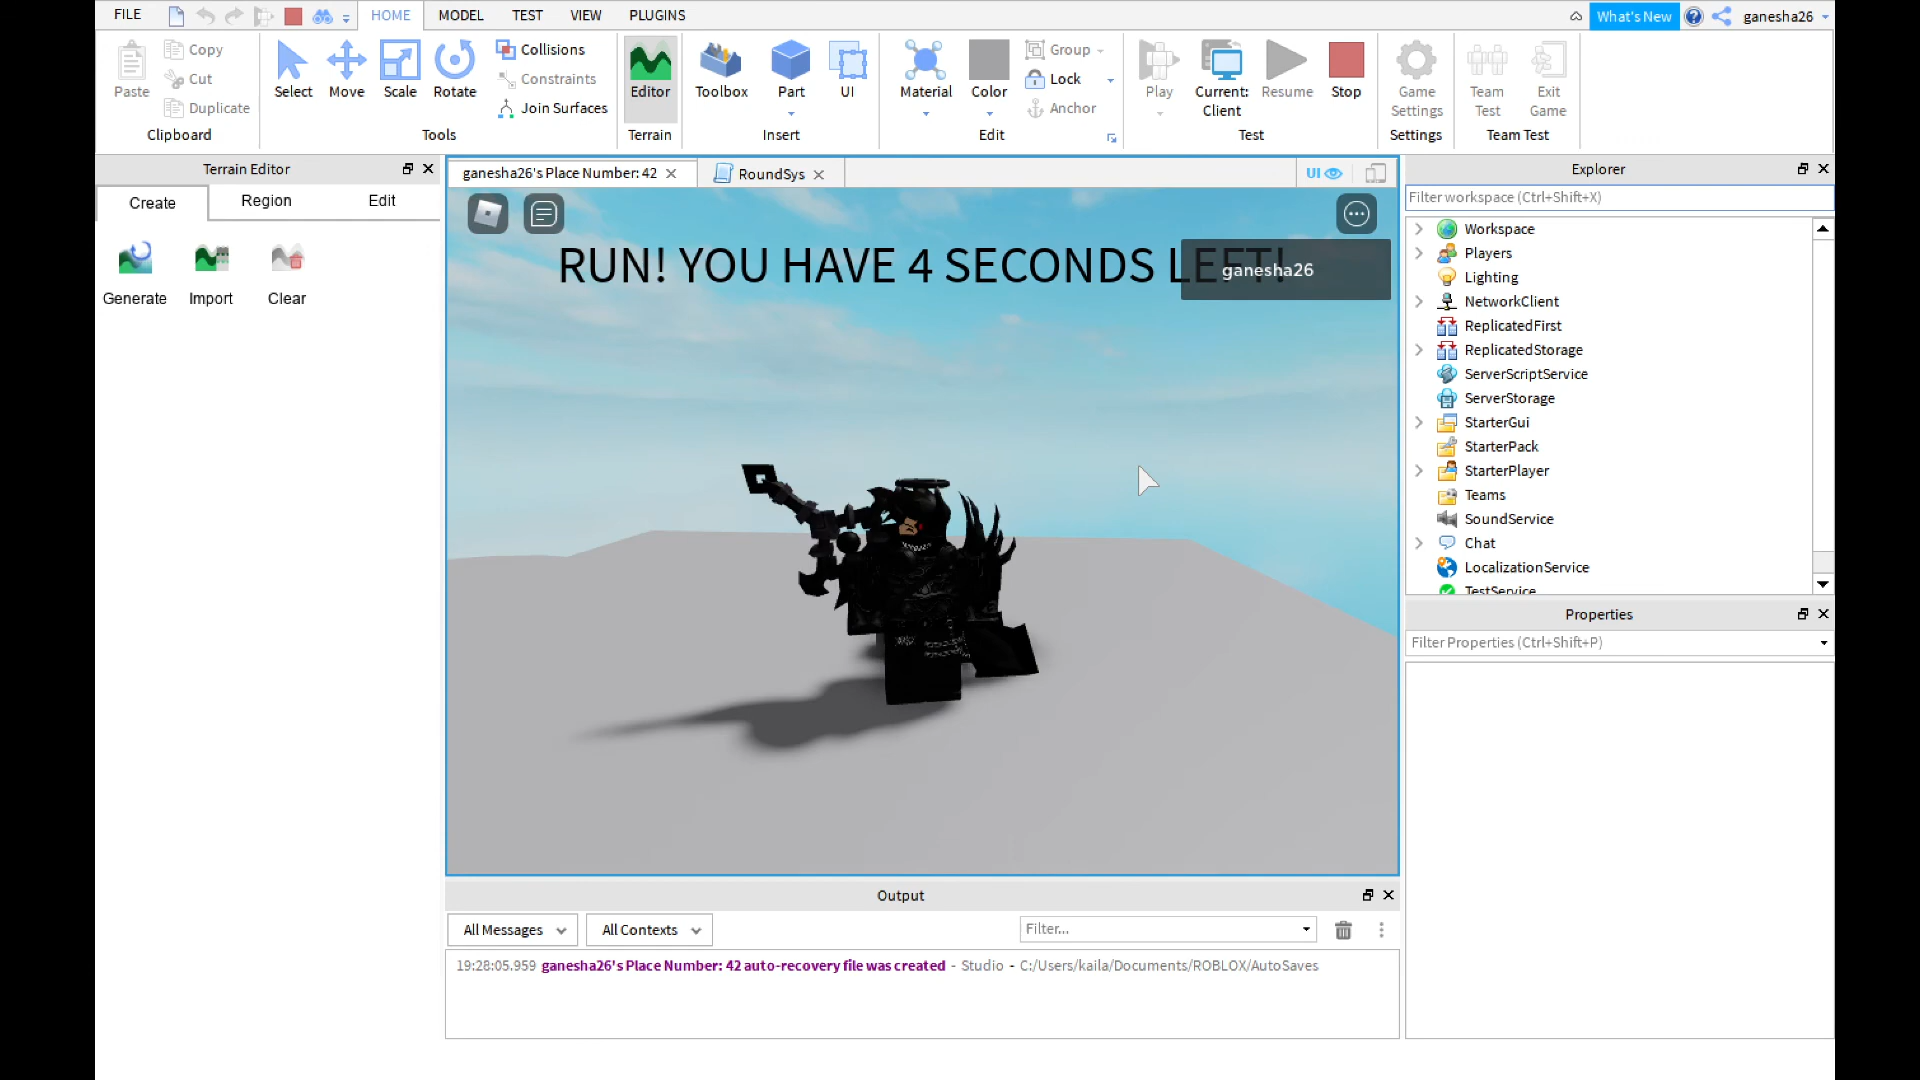 FILE HOME MODEL TEST VIEW PLUGINS What's New ganesha26
Paste Copy Cut Duplicate Clipboard
Select Move Scale Rotate Collisions Constraints Join Surfaces Tools
Editor Terrain
Toolbox Part UI Insert
Material Color Group Lock Anchor Edit
Play Current: Client Resume Stop Test
Game Settings Settings
Team Test Exit Game Team Test
Terrain Editor
Create Region Edit
Generate Import Clear
ganesha26's Place Number: 42 RoundSys UI
RUN! YOU HAVE 4 SECONDS LEFT!
ganesha26
Explorer
Filter workspace (Ctrl+Shift+X)
Workspace
Players
Lighting
NetworkClient
ReplicatedFirst
ReplicatedStorage
ServerScriptService
ServerStorage
StarterGui
StarterPack
StarterPlayer
Teams
SoundService
Chat
LocalizationService
TestService
Properties
Filter Properties (Ctrl+Shift+P)
Output
All Messages All Contexts Filter...
19:28:05.959 ganesha26's Place Number: 42 auto-recovery file was created - Studio - C:/Users/kaila/Documents/ROBLOX/AutoSaves